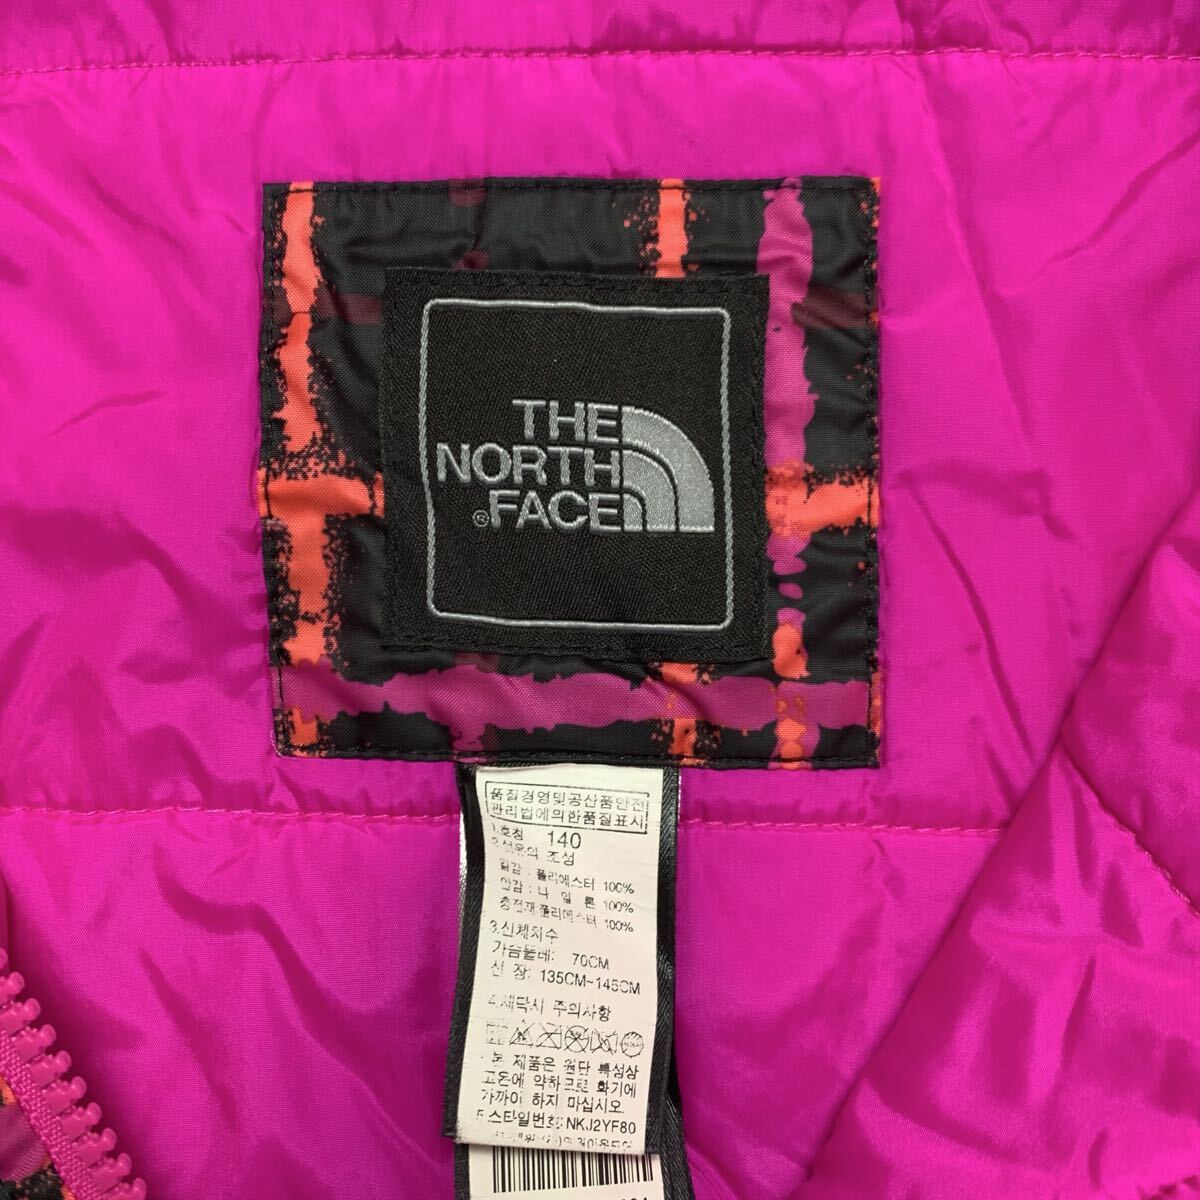 THE
NORTH
®FACE
품질경영및공산품안전
관리법에의한품질표시
1.호칭 140
2.섬유의 조성
겉감 : 폴리에스터 100%
안감 : 나 일 론 100%
충전재:폴리에스터 100%
3.신체치수
가슴둘레: 70CM
신 장: 135CM~145CM
4.세탁시 주의사항
본 제품은 원단 특성상
고온에 약하므로 화기에
가까이 하지 마십시오.
5.스타일번호:NKJ2YF80